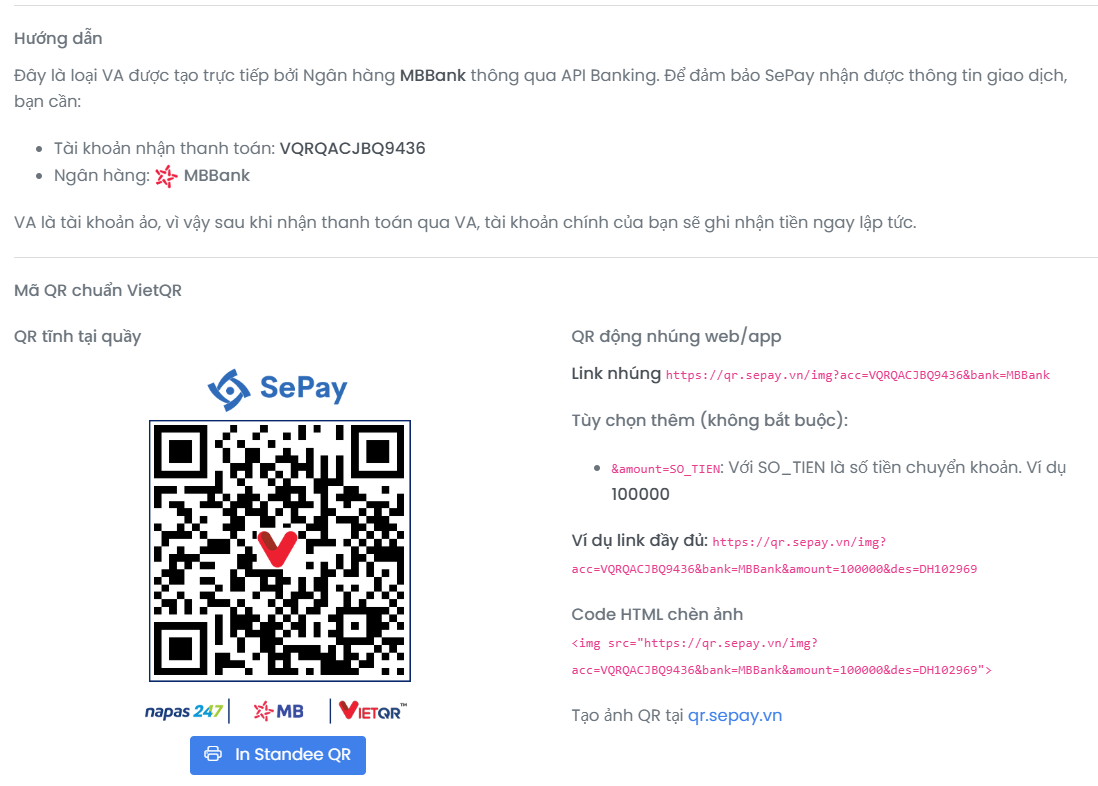 Hướng dẫn
Đây là loại VA được tạo trực tiếp bởi Ngân hàng MBBank thông qua API Banking. Để đảm bảo SePay nhận được thông tin giao dịch,
bạn cần:
Tài khoản nhận thanh toán: VQRQACJBQ9436
Ngân hàng: MBBank
VA là tài khoản ảo, vì vậy sau khi nhận thanh toán qua VA, tài khoản chính của bạn sẽ ghi nhận tiền ngay lập tức.
Mã QR chuẩn VietQR
QR tĩnh tại quầy
SePay
napas 247
MB
VIETQR™
In Standee QR
QR động nhúng web/app
Link nhúng https://qr.sepay.vn/img?acc=VQRQACJBQ9436&bank=MBBank
Tùy chọn thêm (không bắt buộc):
&amount=SO_TIEN: Với SO_TIEN là số tiền chuyển khoản. Ví dụ
100000
Ví dụ link đầy đủ: https://qr.sepay.vn/img?
acc=VQRQACJBQ9436&bank=MBBank&amount=100000&des=DH102969
Code HTML chèn ảnh
<img src="https://qr.sepay.vn/img?
acc=VQRQACJBQ9436&bank=MBBank&amount=100000&des=DH102969">
Tạo ảnh QR tại qr.sepay.vn